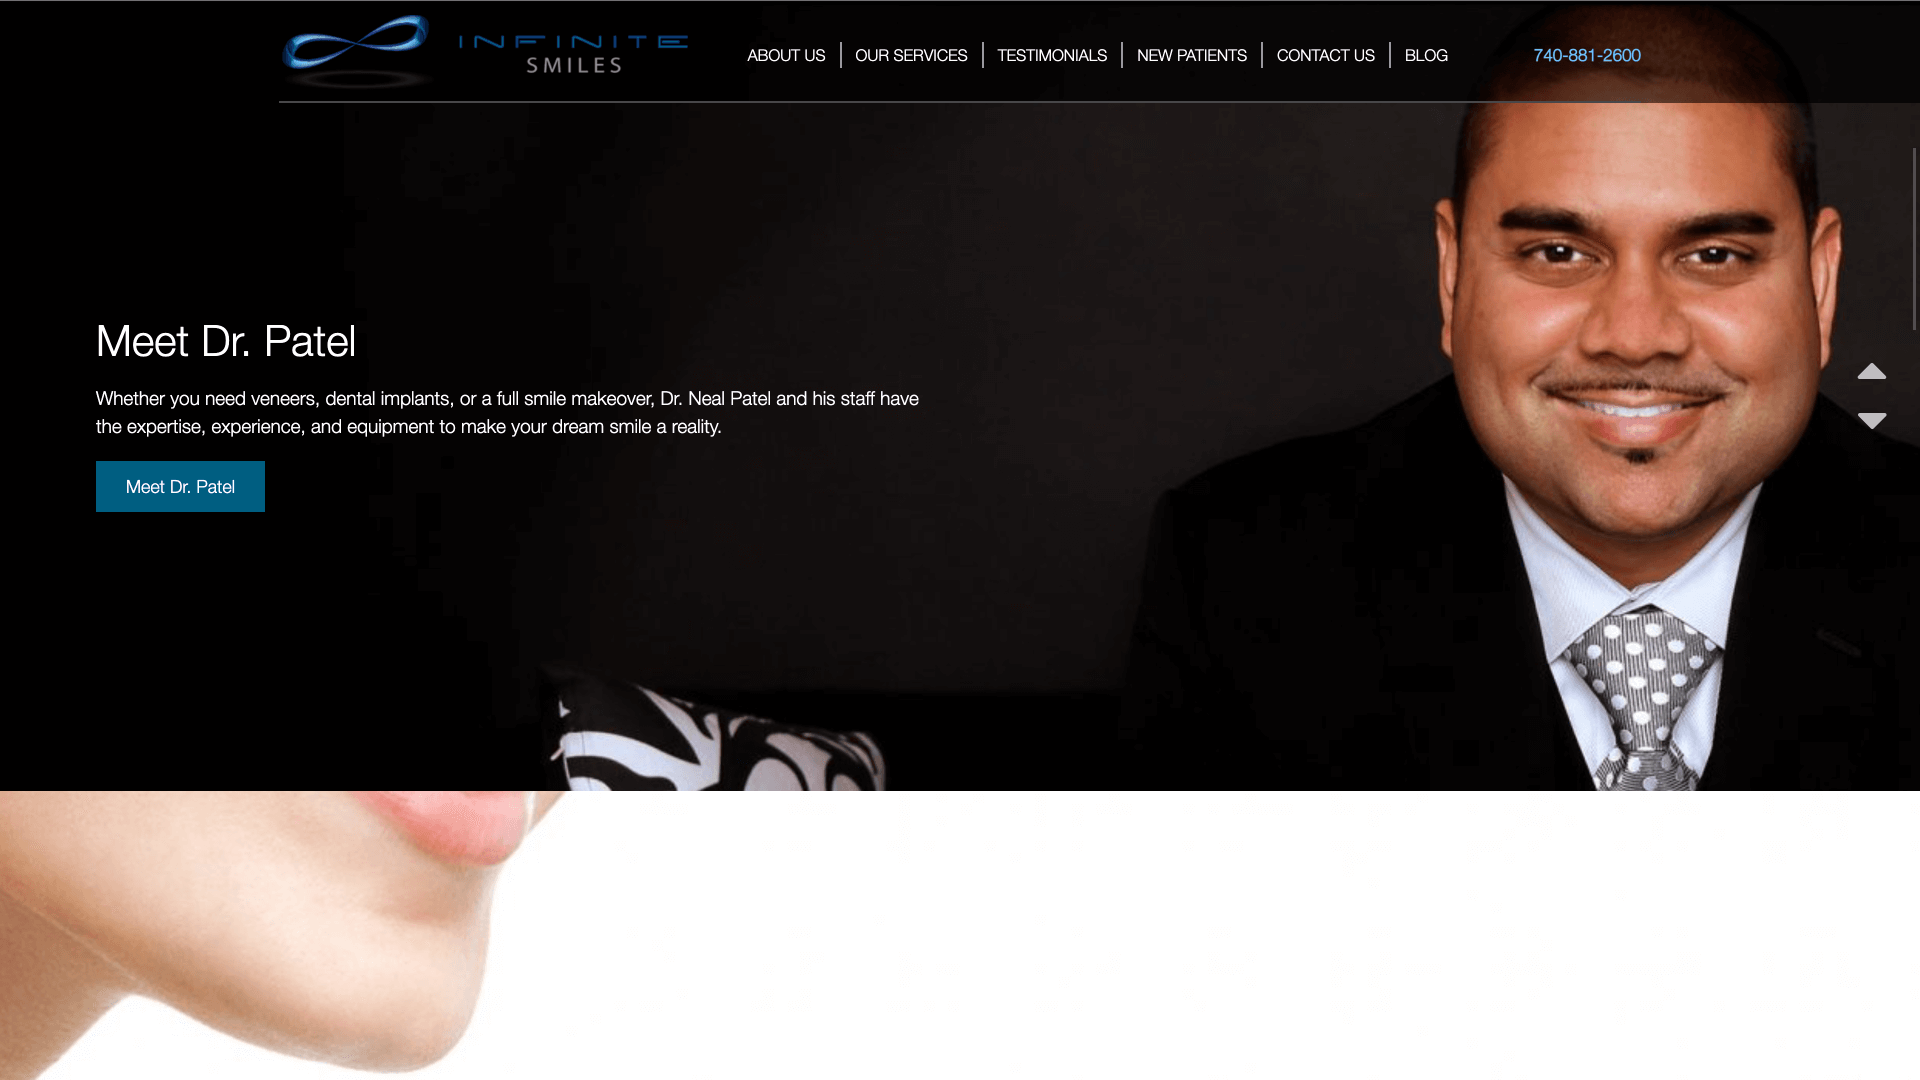 INFINITE
SMILES
ABOUT US
OUR SERVICES
TESTIMONIALS
NEW PATIENTS
CONTACT US
BLOG
740-881-2600
Meet Dr. Patel
Whether you need veneers, dental implants, or a full smile makeover, Dr. Neal Patel and his staff have
the expertise, experience, and equipment to make your dream smile a reality.
Meet Dr. Patel